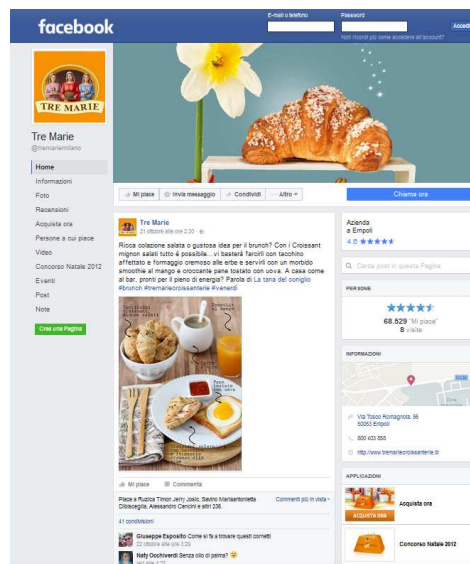 facebook
E-mail o telefono
Password
Accedi
Non ricordi più come accedere all'account?
TRE MARIE
Tre Marie
@tremariemilano
Home
Informazioni
Foto
Recensioni
Acquista ora
Persone a cui piace
Video
Concorso Natale 2012
Eventi
Post
Note
Crea una Pagina
Mi piace
Invia messaggio
Condividi
Altro
Chiama ora
Tre Marie
21 ottobre alle ore 2:30
Ricca colazione salata o gustosa idea per il brunch? Con i Croissant
mignon salati tutto é possibile...vi basterà farcirli con tacchino
affettato e formaggio cremoso alle erbe e servirli con un morbido
smoothie al mango e croccante pane tostato con uova. A casa come
al bar, pronti per il pieno di energia? Parola di La tana del coniglio
#brunch #tremariecroissanterie #venerdì
Mi piace
Commenta
Piace a Ruzica Timon Jerry Josic, Savino Mariaantonietta
Dibisceglia, Alessandro Cencini e altri 236.
Commenti più in vista
41 condivisioni
Giuseppe Esposito Come si fa a trovare questi cornetti
22 ottobre alle ore 3:29
Naty Occhiverdi Senza olio di palma?
Azienda
a Empoli
4,6
Cerca post in questa Pagina
PERSONE
68.529 "Mi piace"
8 visite
INFORMAZIONI
Via Tosco Romagnola, 56
50053 Empoli
800 403 888
http://www.tremariecroissanterie.it/
APPLICAZIONI
ACQUISTA ORA
Acquista ora
Concorso Natale 2012